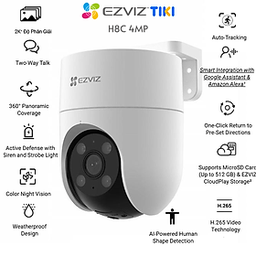 EZVIZ TIKI
H8C 4MP
2K⁺ Độ Phân Giải
Two-Way Talk
360° Panoramic
Coverage
Active Defense with
Siren and Strobe Light
Color Night Vision
Weatherproof
Design
EZVIZ
Auto-Tracking
Smart Integration with
Google Assistant &
Amazon Alexa¹
One-Click Return to
Pre-Set Directions
Supports MicroSD Card
(Up to 512 GB) & EZVIZ
CloudPlay Storage²
H.265
H.265 Video
Technology
AI-Powered Human
Shape Detection